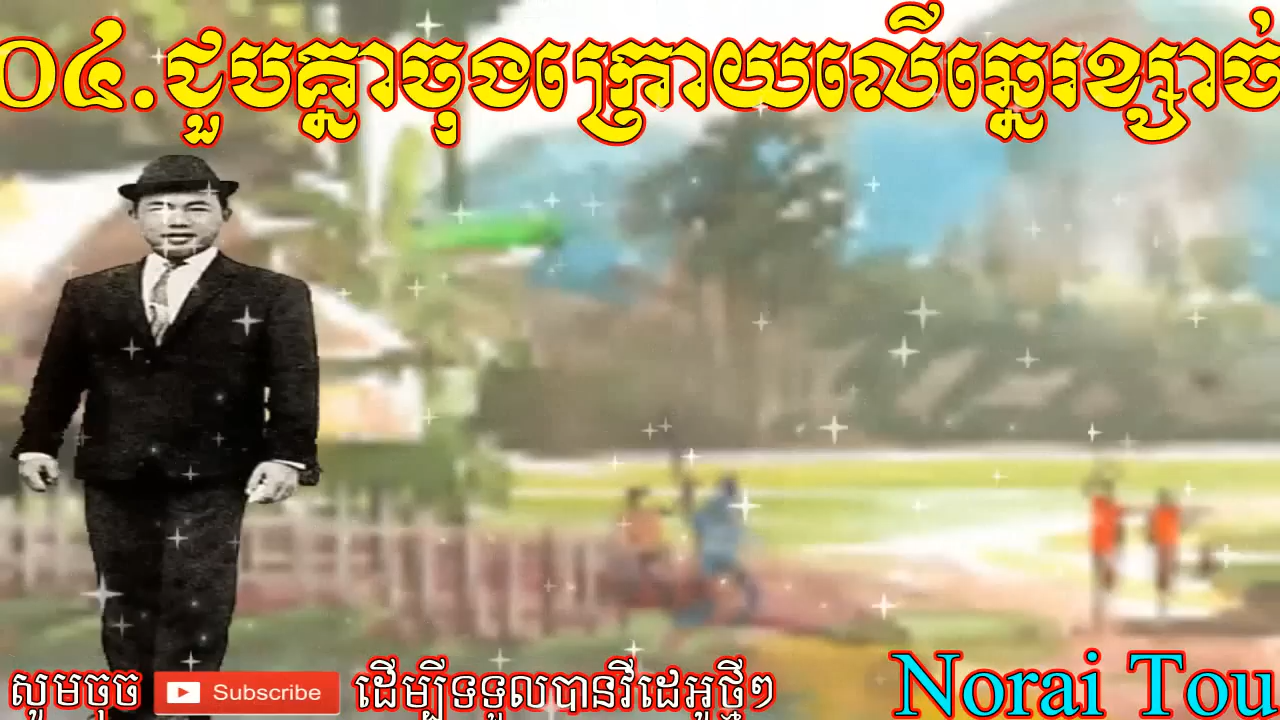 ០៤.ជួបគ្នាចុងក្រោយលើឆ្នេរខ្សាច់
សូមចុច Subscribe ដើម្បីទទួលបានវីដេអូថ្មីៗ
Norai Tou